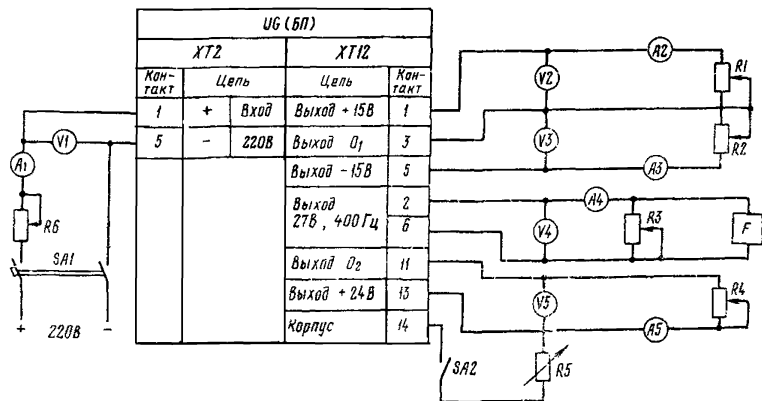 UG (БП)
XT2
XT12
Кон-
такт
Цепь
Цепь
Кон-
такт
1
+
Вход
Выход +15В
1
5
-
220В
Выход 0₁
3
Выход -15В
5
Выход
27В, 400 Гц
2
6
Выход 0₂
11
Выход +24В
13
Корпус
14
V1
A1
R6
SA1
+ 220В -
V2
A2
R1
V3
A3
R2
A4
V4
R3
F
V5
R4
A5
SA2
R5